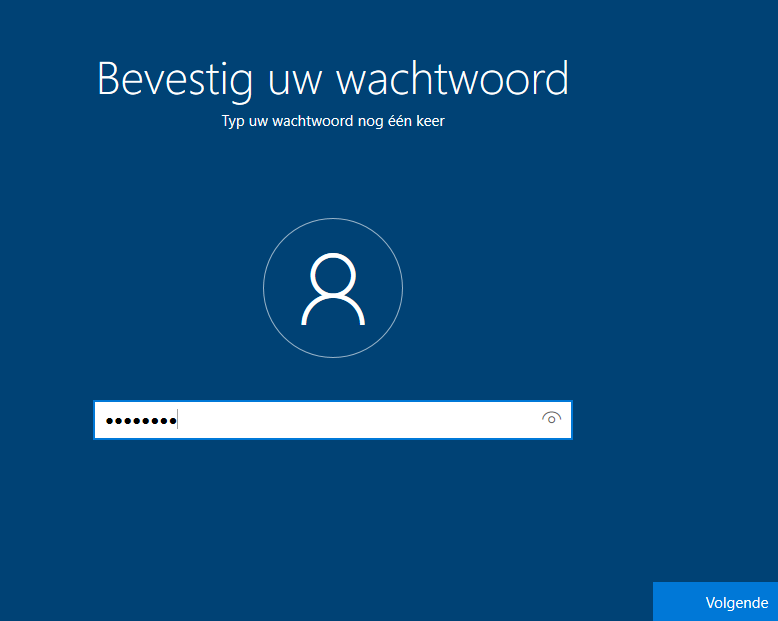 Bevestig uw wachtwoord
Typ uw wachtwoord nog één keer
••••••••
Volgende